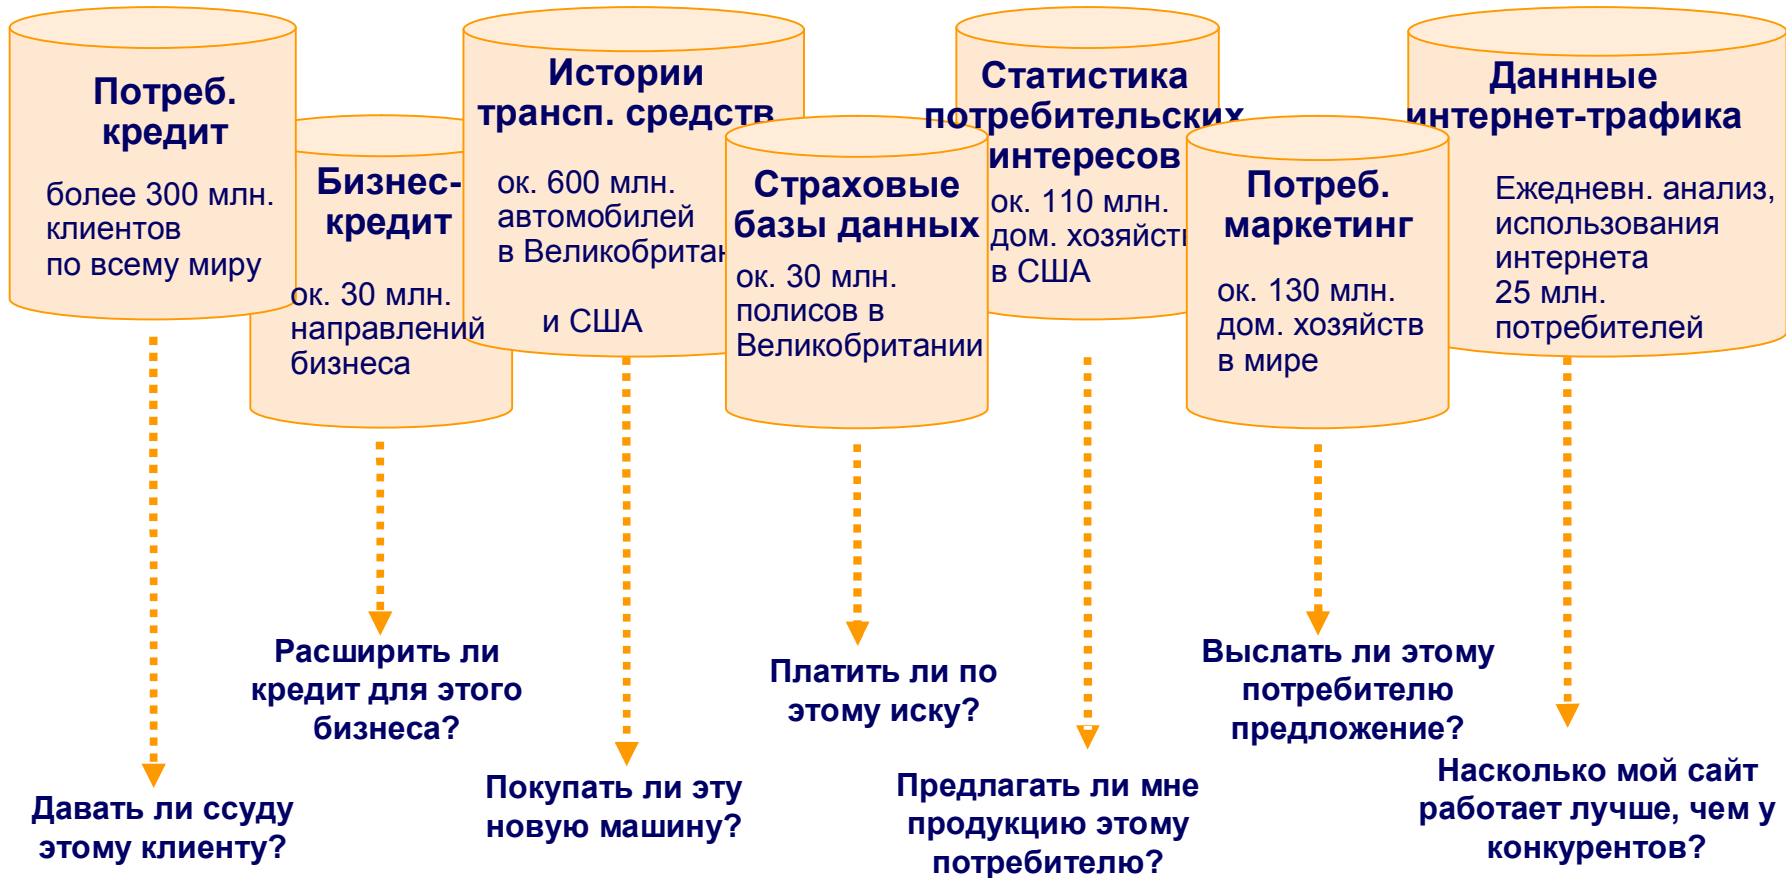 Потреб.
кредит
более 300 млн.
клиентов
по всему миру
Бизнес-
кредит
ок. 30 млн.
направлений
бизнеса
Истории
трансп. средств
ок. 600 млн.
автомобилей
в Великобритан
и США
Страховые
базы данных
ок. 30 млн.
полисов в
Великобритании
Статистика
потребительских
интересов
ок. 110 млн.
дом. хозяйст
в США
Потреб.
маркетинг
ок. 130 млн.
дом. хозяйств
в мире
Даннные
интернет-трафика
Ежедневн. анализ,
использования
интернета
25 млн.
потребителей
Давать ли ссуду
этому клиенту?
Расширить ли
кредит для этого
бизнеса?
Покупать ли эту
новую машину?
Платить ли по
этому иску?
Предлагать ли мне
продукцию этому
потребителю?
Выслать ли этому
потребителю
предложение?
Насколько мой сайт
работает лучше, чем у
конкурентов?